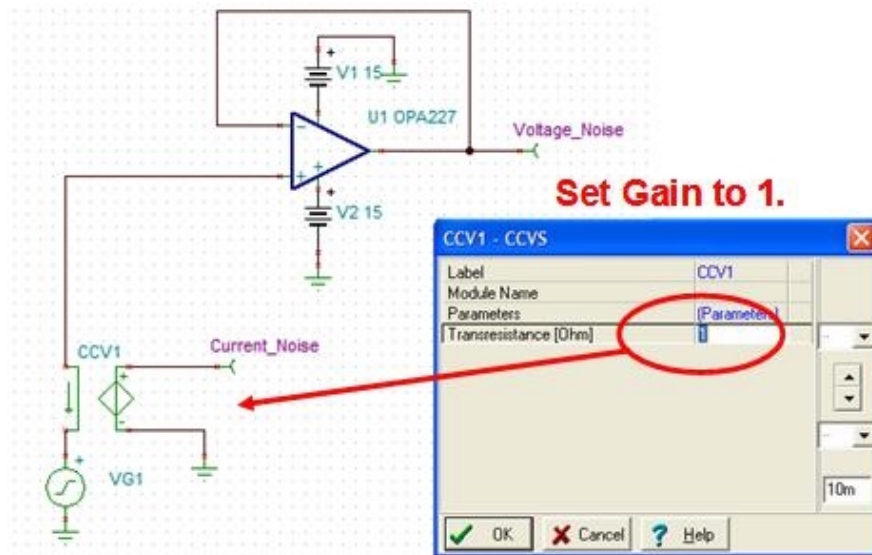 V1 15
U1 OPA227
Voltage_Noise
V2 15
Set Gain to 1.
CCV1 - CCVS
Label CCV1
Module Name
Parameters (Parameters)
Transresistance [Ohm] 1
CCV1
Current_Noise
VG1
10m
OK Cancel ? Help